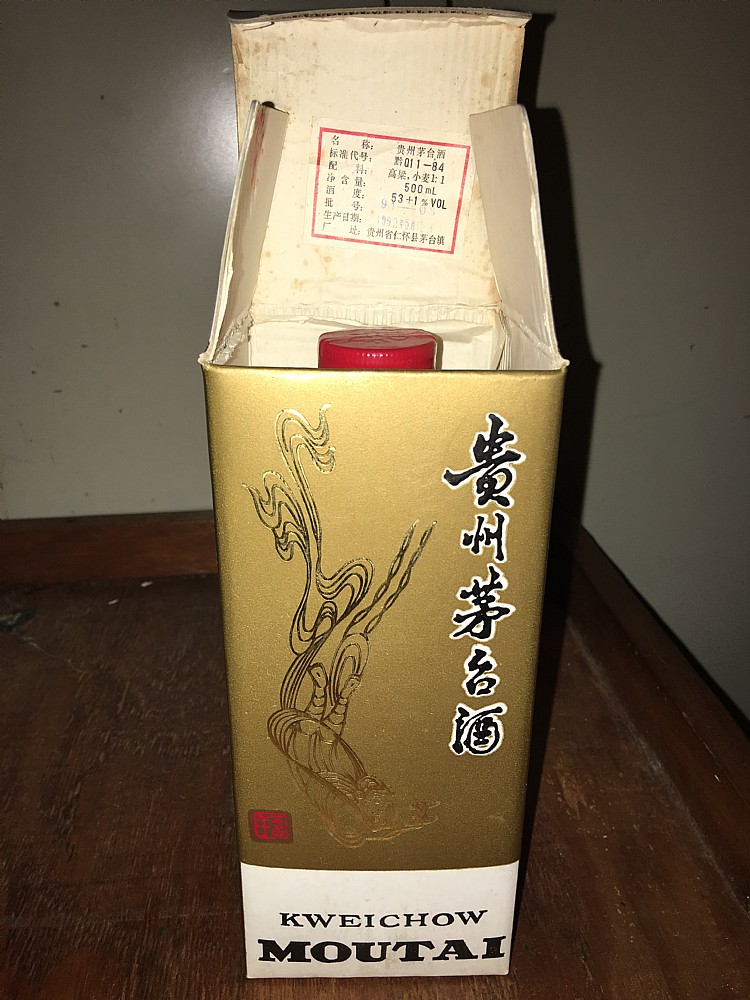 名 称: 贵州茅台酒
标准代号: 黔Q11-84
配 料: 高粱,小麦1:1
净含量: 500mL
酒 度: 53+1%VOL
批 号:
生产日期:
厂 址: 贵州省仁怀县茅台镇
貴州茅台酒
KWEICHOW
MOUTAI